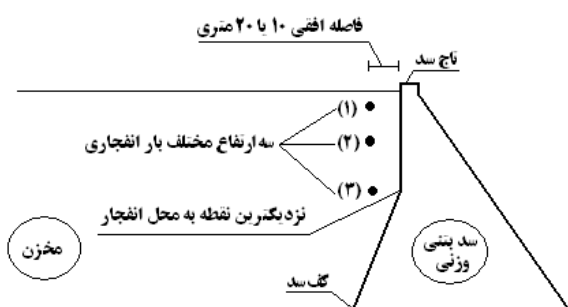 فاصله افقی ۱۰ یا ۲۰ متری
تاج سد
(۱)
سه ارتفاع مختلف بار انفجاری
(۲)
(۳)
نزدیکترین نقطه به محل انفجار
مخزن
سد بتنی
وزنی
کف سد